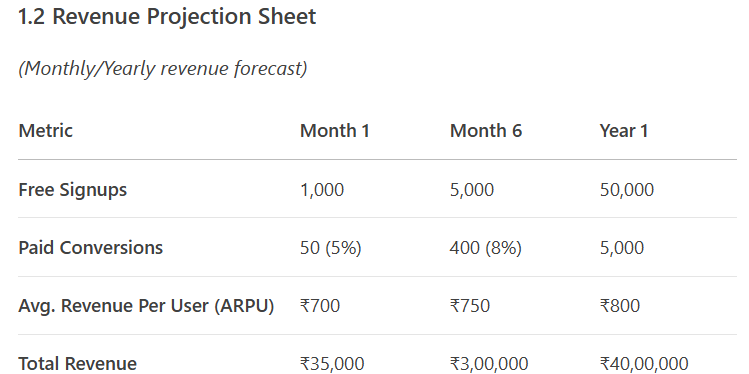 1.2 Revenue Projection Sheet
(Monthly/Yearly revenue forecast)
Metric Month 1 Month 6 Year 1
Free Signups 1,000 5,000 50,000
Paid Conversions 50 (5%) 400 (8%) 5,000
Avg. Revenue Per User (ARPU) ₹700 ₹750 ₹800
Total Revenue ₹35,000 ₹3,00,000 ₹40,00,000